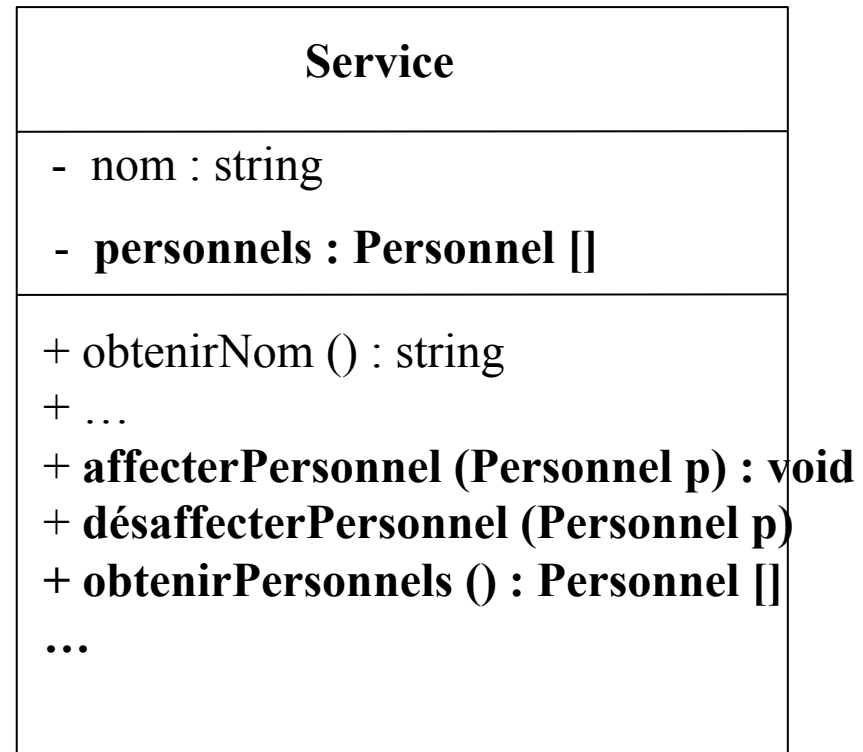 Service
- nom : string
- personnels : Personnel []
+ obtenirNom () : string
+ …
+ affecterPersonnel (Personnel p) : void
+ désaffecterPersonnel (Personnel p)
+ obtenirPersonnels () : Personnel []
…